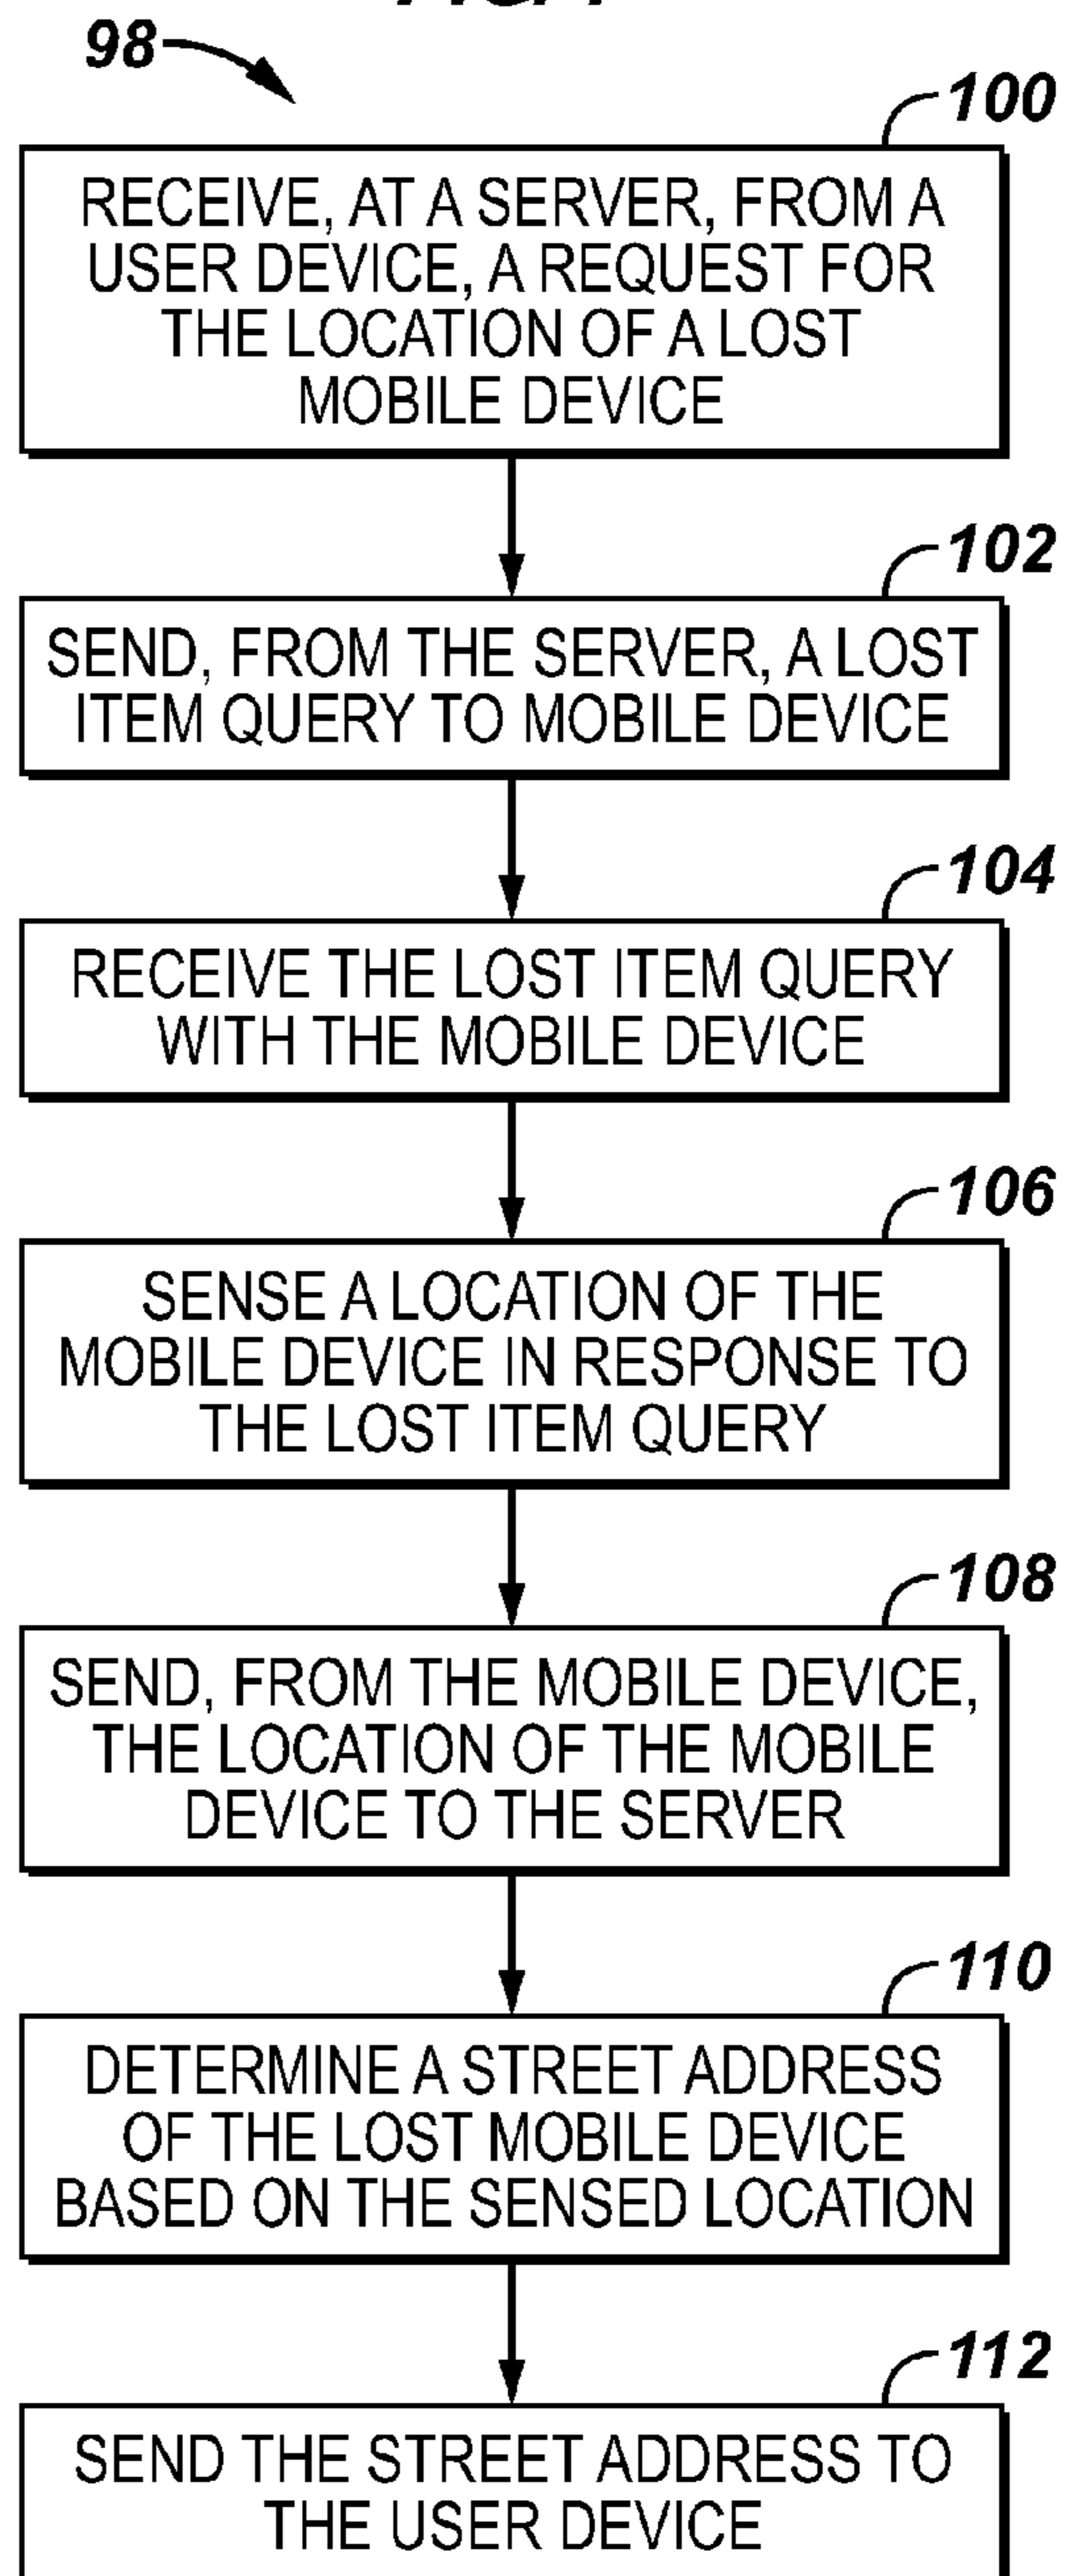 98
100
RECEIVE, AT A SERVER, FROM A
USER DEVICE, A REQUEST FOR
THE LOCATION OF A LOST
MOBILE DEVICE
102
SEND, FROM THE SERVER, A LOST
ITEM QUERY TO MOBILE DEVICE
104
RECEIVE THE LOST ITEM QUERY
WITH THE MOBILE DEVICE
106
SENSE A LOCATION OF THE
MOBILE DEVICE IN RESPONSE TO
THE LOST ITEM QUERY
108
SEND, FROM THE MOBILE DEVICE,
THE LOCATION OF THE MOBILE
DEVICE TO THE SERVER
110
DETERMINE A STREET ADDRESS
OF THE LOST MOBILE DEVICE
BASED ON THE SENSED LOCATION
112
SEND THE STREET ADDRESS TO
THE USER DEVICE